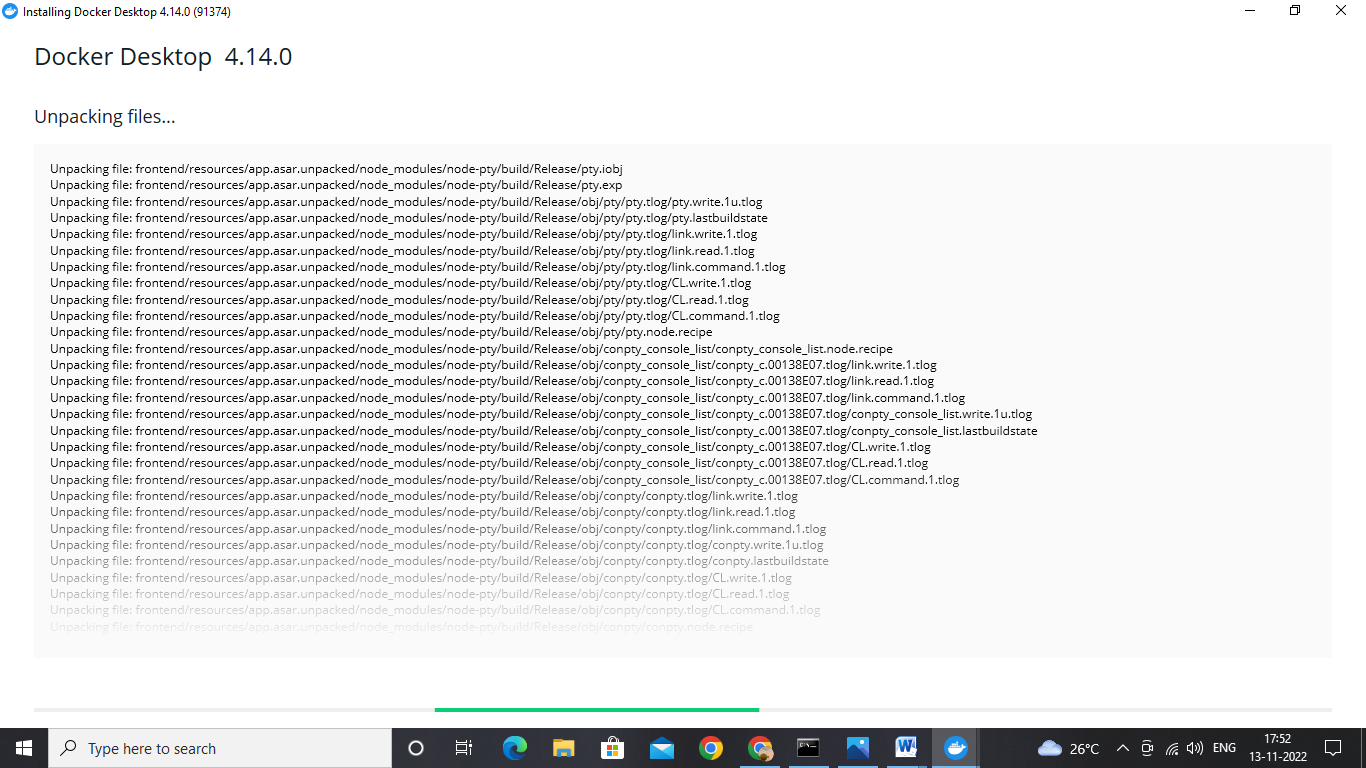 Installing Docker Desktop 4.14.0 (91374)
Docker Desktop 4.14.0
Unpacking files...
Unpacking file: frontend/resources/app.asar.unpacked/node_modules/node-pty/build/Release/pty.iobj
Unpacking file: frontend/resources/app.asar.unpacked/node_modules/node-pty/build/Release/pty.exp
Unpacking file: frontend/resources/app.asar.unpacked/node_modules/node-pty/build/Release/obj/pty/pty.tlog/pty.write.1u.tlog
Unpacking file: frontend/resources/app.asar.unpacked/node_modules/node-pty/build/Release/obj/pty/pty.tlog/pty.lastbuildstate
Unpacking file: frontend/resources/app.asar.unpacked/node_modules/node-pty/build/Release/obj/pty/pty.tlog/link.write.1.tlog
Unpacking file: frontend/resources/app.asar.unpacked/node_modules/node-pty/build/Release/obj/pty/pty.tlog/link.read.1.tlog
Unpacking file: frontend/resources/app.asar.unpacked/node_modules/node-pty/build/Release/obj/pty/pty.tlog/link.command.1.tlog
Unpacking file: frontend/resources/app.asar.unpacked/node_modules/node-pty/build/Release/obj/pty/pty.tlog/CL.write.1.tlog
Unpacking file: frontend/resources/app.asar.unpacked/node_modules/node-pty/build/Release/obj/pty/pty.tlog/CL.read.1.tlog
Unpacking file: frontend/resources/app.asar.unpacked/node_modules/node-pty/build/Release/obj/pty/pty.tlog/CL.command.1.tlog
Unpacking file: frontend/resources/app.asar.unpacked/node_modules/node-pty/build/Release/obj/pty/pty.node.recipe
Unpacking file: frontend/resources/app.asar.unpacked/node_modules/node-pty/build/Release/obj/conpty_console_list/conpty_console_list.node.recipe
Unpacking file: frontend/resources/app.asar.unpacked/node_modules/node-pty/build/Release/obj/conpty_console_list/conpty_c.00138E07.tlog/link.write.1.tlog
Unpacking file: frontend/resources/app.asar.unpacked/node_modules/node-pty/build/Release/obj/conpty_console_list/conpty_c.00138E07.tlog/link.read.1.tlog
Unpacking file: frontend/resources/app.asar.unpacked/node_modules/node-pty/build/Release/obj/conpty_console_list/conpty_c.00138E07.tlog/link.command.1.tlog
Unpacking file: frontend/resources/app.asar.unpacked/node_modules/node-pty/build/Release/obj/conpty_console_list/conpty_c.00138E07.tlog/conpty_console_list.write.1u.tlog
Unpacking file: frontend/resources/app.asar.unpacked/node_modules/node-pty/build/Release/obj/conpty_console_list/conpty_c.00138E07.tlog/conpty_console_list.lastbuildstate
Unpacking file: frontend/resources/app.asar.unpacked/node_modules/node-pty/build/Release/obj/conpty_console_list/conpty_c.00138E07.tlog/CL.write.1.tlog
Unpacking file: frontend/resources/app.asar.unpacked/node_modules/node-pty/build/Release/obj/conpty_console_list/conpty_c.00138E07.tlog/CL.read.1.tlog
Unpacking file: frontend/resources/app.asar.unpacked/node_modules/node-pty/build/Release/obj/conpty_console_list/conpty_c.00138E07.tlog/CL.command.1.tlog
Unpacking file: frontend/resources/app.asar.unpacked/node_modules/node-pty/build/Release/obj/conpty/conpty.tlog/link.write.1.tlog
Unpacking file: frontend/resources/app.asar.unpacked/node_modules/node-pty/build/Release/obj/conpty/conpty.tlog/link.read.1.tlog
Unpacking file: frontend/resources/app.asar.unpacked/node_modules/node-pty/build/Release/obj/conpty/conpty.tlog/link.command.1.tlog
Unpacking file: frontend/resources/app.asar.unpacked/node_modules/node-pty/build/Release/obj/conpty/conpty.tlog/conpty.write.1u.tlog
Unpacking file: frontend/resources/app.asar.unpacked/node_modules/node-pty/build/Release/obj/conpty/conpty.tlog/conpty.lastbuildstate
Unpacking file: frontend/resources/app.asar.unpacked/node_modules/node-pty/build/Release/obj/conpty/conpty.tlog/CL.write.1.tlog
Unpacking file: frontend/resources/app.asar.unpacked/node_modules/node-pty/build/Release/obj/conpty/conpty.tlog/CL.read.1.tlog
Unpacking file: frontend/resources/app.asar.unpacked/node_modules/node-pty/build/Release/obj/conpty/conpty.tlog/CL.command.1.tlog
Unpacking file: frontend/resources/app.asar.unpacked/node_modules/node-pty/build/Release/obj/conpty/conpty.node.recipe
Type here to search
26°C
ENG
17:52
13-11-2022